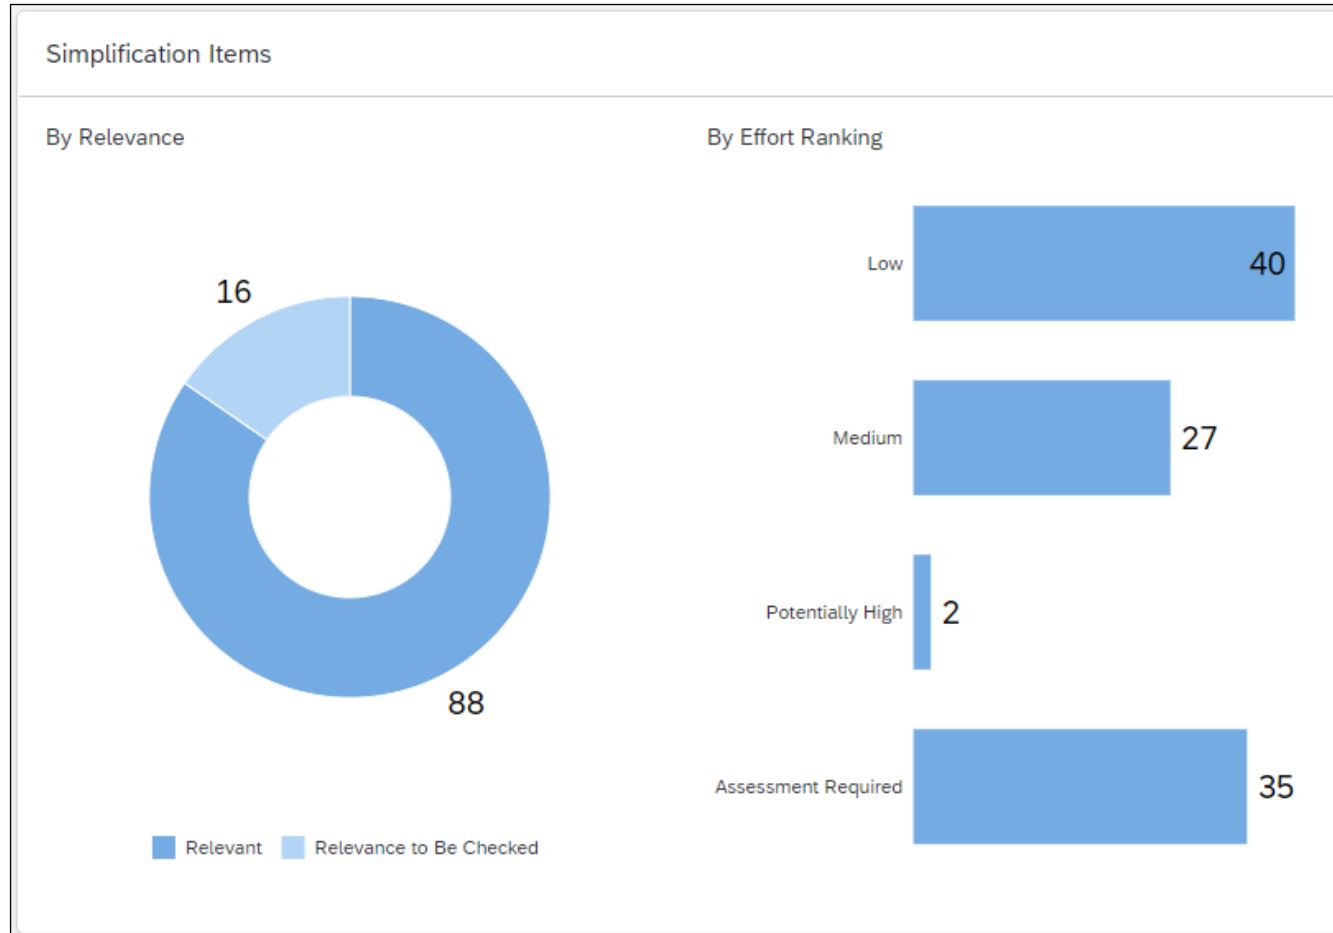 Simplification Items
By Relevance
16
88
Relevant
Relevance to Be Checked
By Effort Ranking
Low
40
Medium
27
Potentially High
2
Assessment Required
35